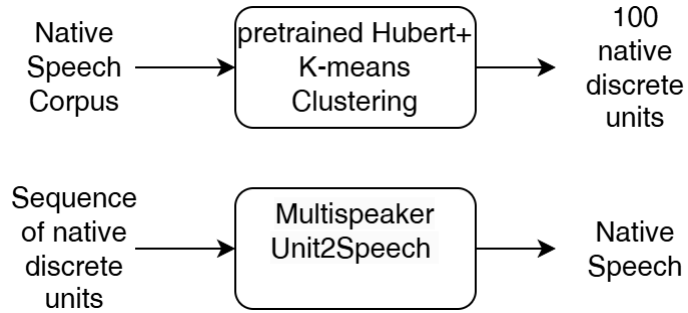 Native
Speech
Corpus
pretrained Hubert+
K-means
Clustering
100
native
discrete
units
Sequence
of native
discrete
units
Multispeaker
Unit2Speech
Native
Speech